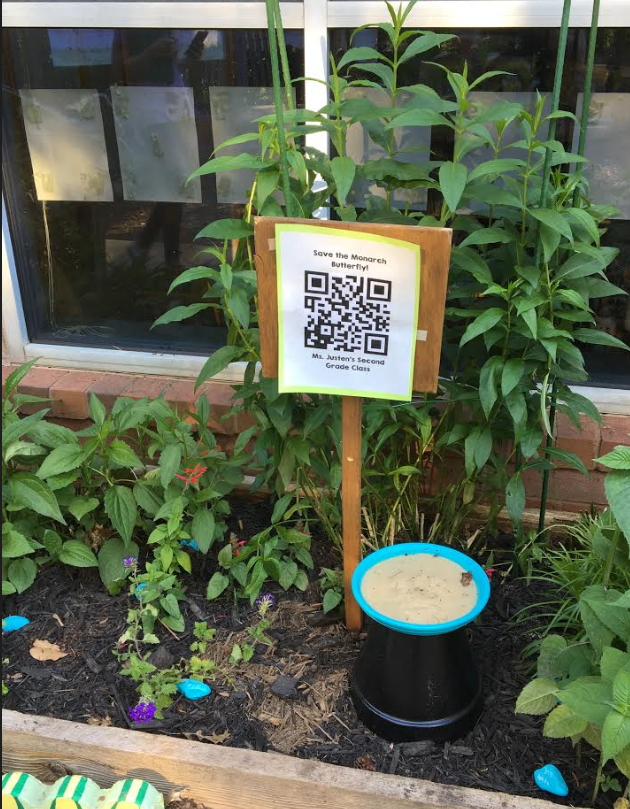 Save the Monarch
Butterfly!
Ms. Justen's Second
Grade Class